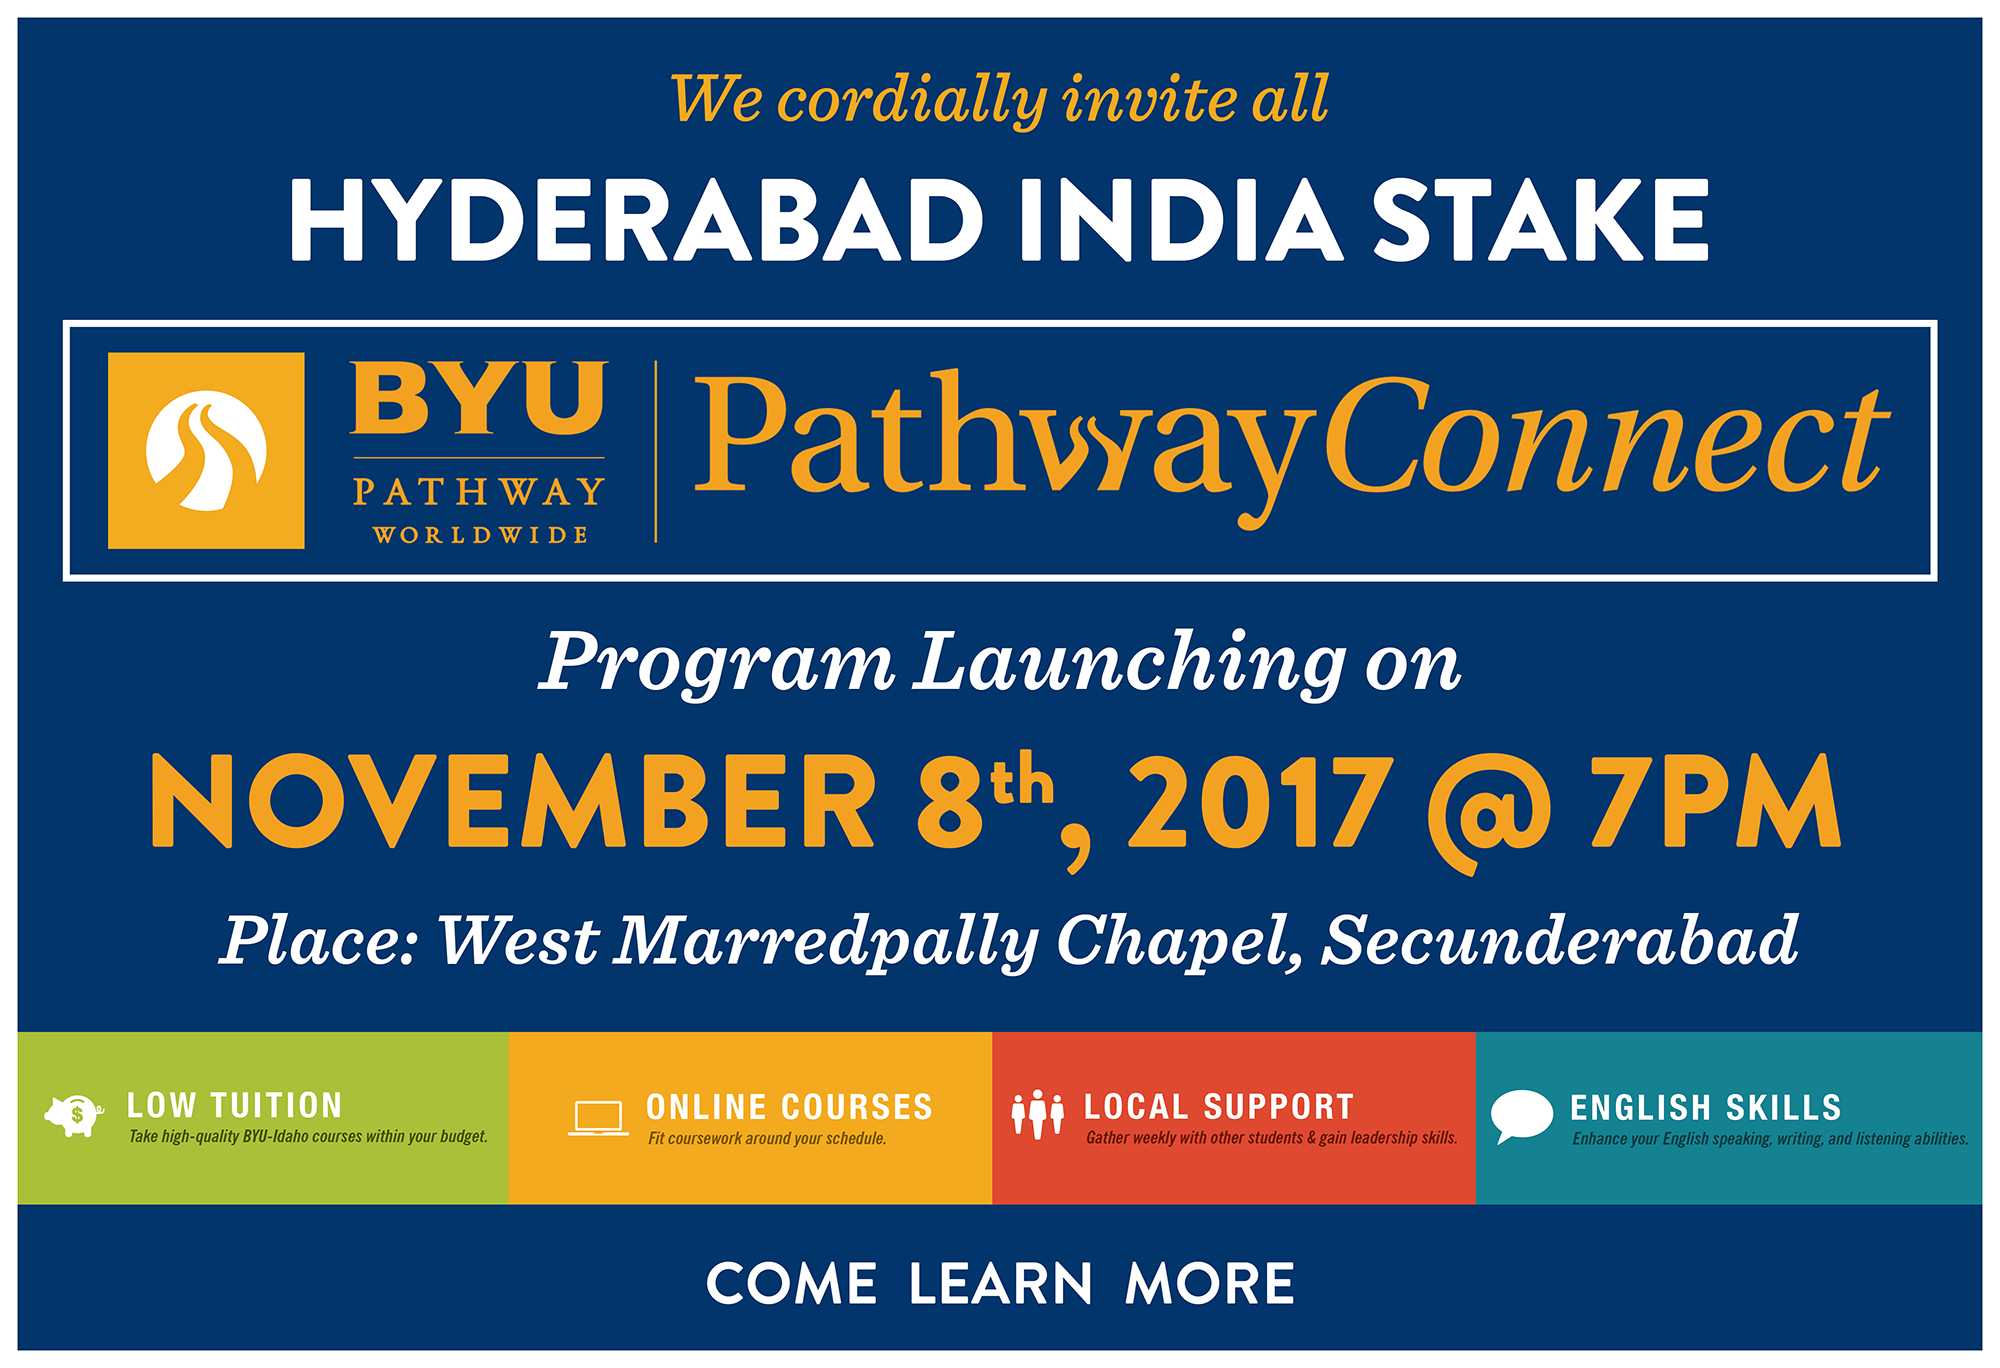 We cordially invite all
HYDERABAD INDIA STAKE
BYU
PATHWAY
WORLDWIDE
PathwayConnect
Program Launching on
NOVEMBER 8th, 2017 @ 7PM
Place: West Marredpally Chapel, Secunderabad
$
LOW TUITION
Take high-quality BYU-Idaho courses within your budget.
ONLINE COURSES
Fit coursework around your schedule.
LOCAL SUPPORT
Gather weekly with other students & gain leadership skills.
ENGLISH SKILLS
Enhance your English speaking, writing, and listening abilities.
COME LEARN MORE